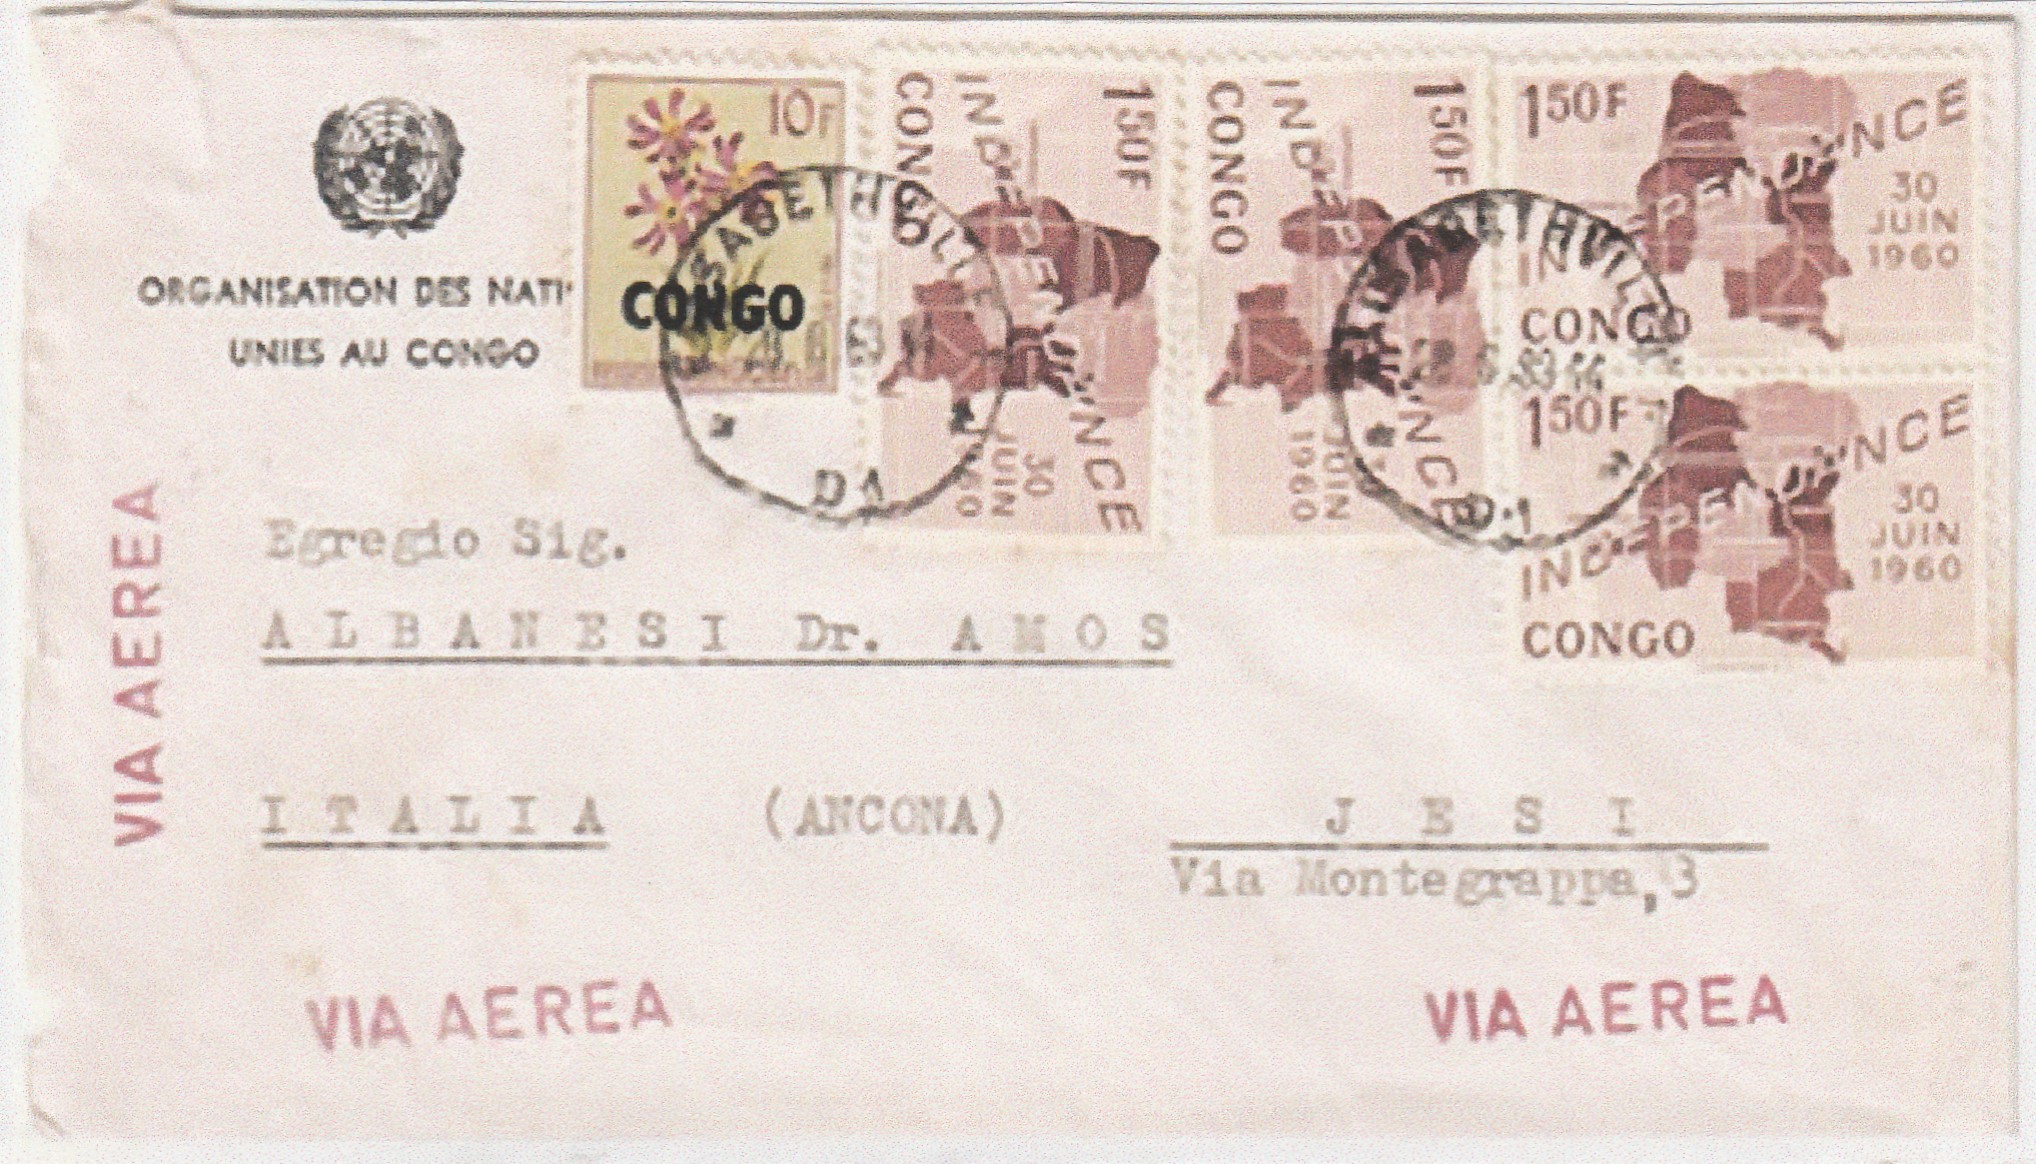 ORGANISATION DES NATI
UNIES AU CONGO
10F
CONGO
1.50F
INDEPENDANCE
CONGO
30
JUIN
1960
1.50F
INDEPENDANCE
CONGO
JUIN
1960
1.50F
INDEPENDANCE
30
JUIN
1960
CONGO
1.50F
INDEPENDANCE
30
JUIN
1960
CONGO
ELISABETHVILLE
ELISABETHVILLE
VIA AEREA
Egregio Sig.
ALBANESI Dr. AMOS
ITALIA (ANCONA) JESI
Via Montegrappa,3
VIA AEREA VIA AEREA